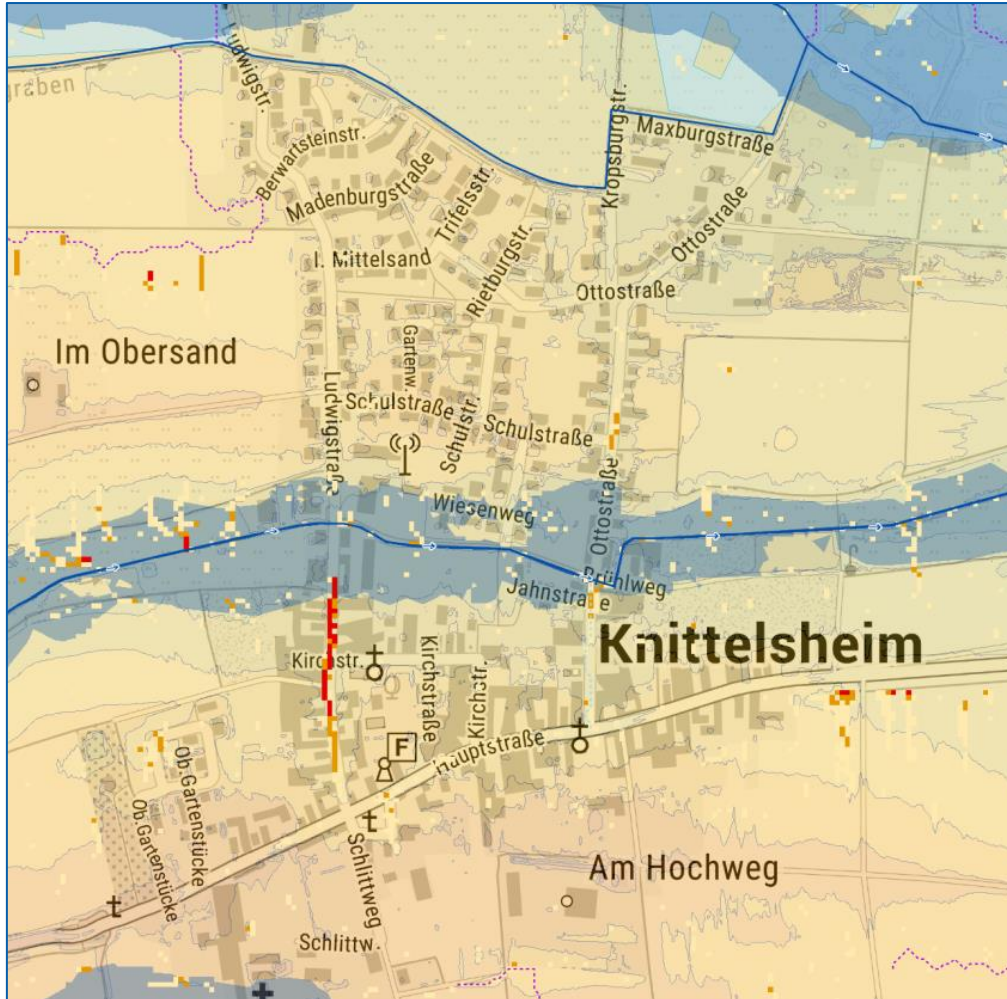 graben
Ludwigstr.
Berwartsteinstr.
Madenburgstraße
Trifelsstr.
Kropsburgstr.
Maxburgstraße
I. Mittelsand
Rietburgstr.
Ottostraße
Ottostraße
Im Obersand
Gartenw.
Ludwigstraße
Schulstraße
Schulstr.
Schulstraße
Ottostraße
Wiesenweg
Brühlweg
Jahnstraße
Knittelsheim
Kirchstr.
Kirchstraße
Kirchstr.
F
Hauptstraße
Ob.Gartenstücke
Ob.Gartenstücke
Schlittweg
Am Hochweg
Schlittw.